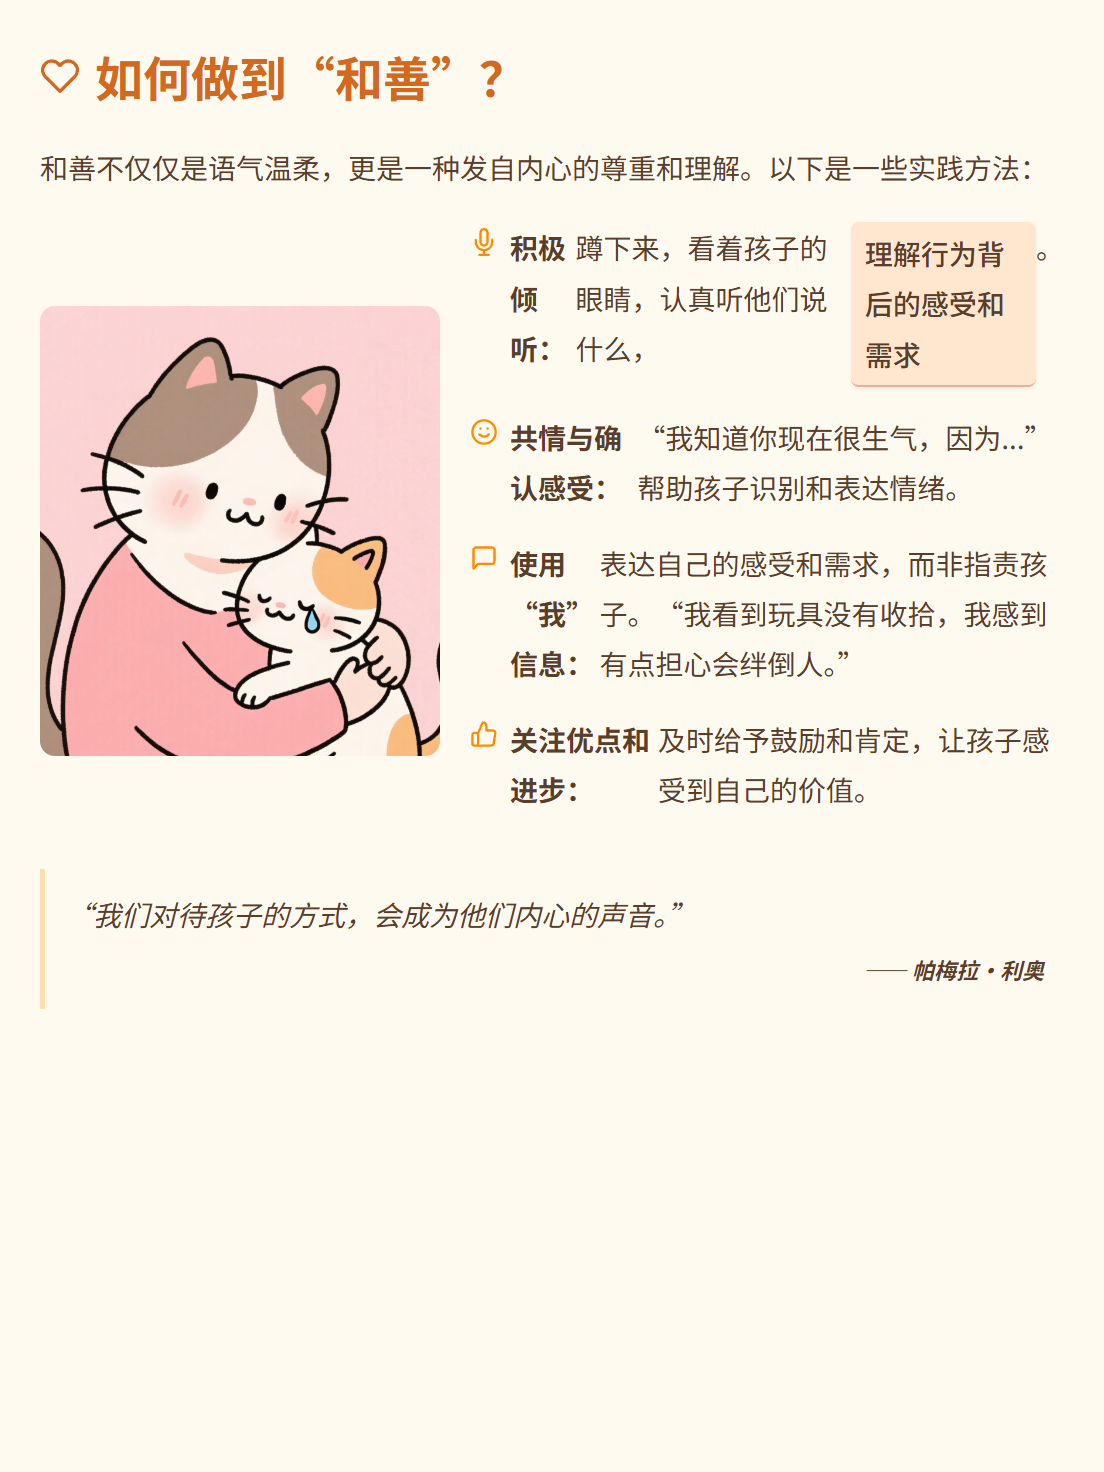 如何做到“和善”？
和善不仅仅是语气温柔，更是一种发自内心的尊重和理解。以下是一些实践方法：
积极倾听：
蹲下来，看着孩子的
眼睛，认真听他们说
什么，
理解行为背
后的感受和
需求
。
共情与确
认感受：
“我知道你现在很生气，因为...”
帮助孩子识别和表达情绪。
使用
“我”
信息：
表达自己的感受和需求，而非指责孩
子。“我看到玩具没有收拾，我感到
有点担心会绊倒人。”
关注优点和
进步：
及时给予鼓励和肯定，让孩子感
受到自己的价值。
“我们对待孩子的方式，会成为他们内心的声音。”
—— 帕梅拉·利奥